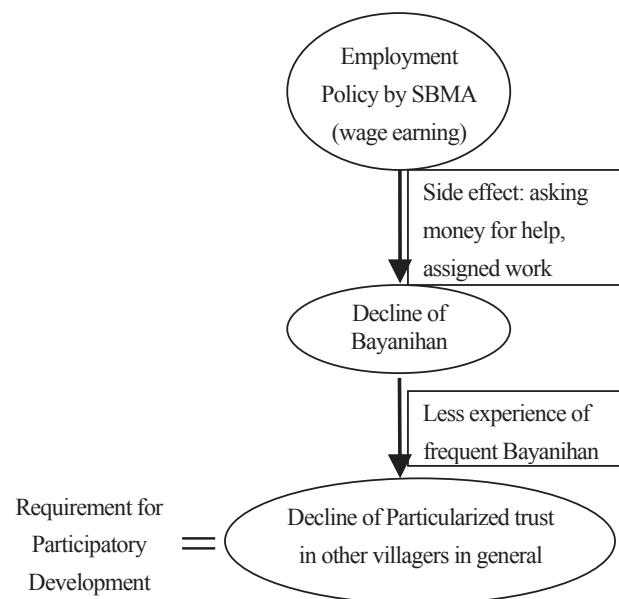 Employment
Policy by SBMA
(wage earning)
Side effect: asking
money for help,
assigned work
Decline of
Bayanihan
Less experience of
frequent Bayanihan
Requirement for
Participatory
Development
=
Decline of Particularized trust
in other villagers in general